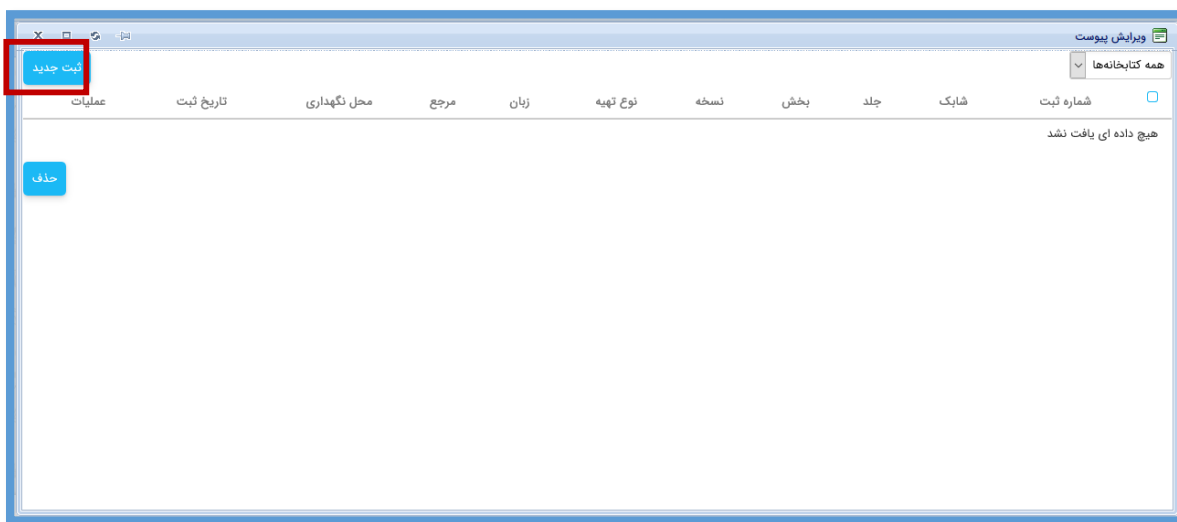 ویرایش پیوست
همه کتابخانه‌ها
ثبت جدید
شماره ثبت شابک جلد بخش نسخه نوع تهیه زبان مرجع محل نگهداری تاریخ ثبت عملیات
هیچ داده ای یافت نشد
حذف